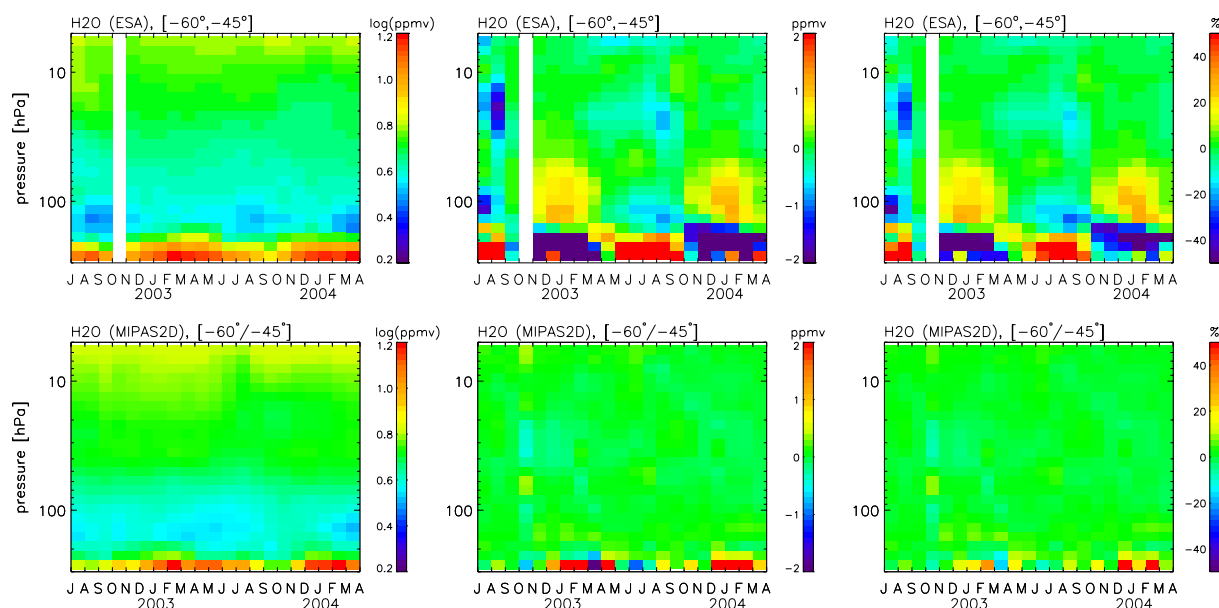 H2O (ESA), [−60°,−45°] log(ppmv) H2O (ESA), [−60°,−45°] ppmv H2O (ESA), [−60°,−45°] %
1.2 2 40
10 1.0 10 1 20
pressure [hPa] 0.8 0 0
0.6
100 0.4 100 −1 100 −20
0.2 −2 −40
J A S O N D J F M A M J J A S O N D J F M A J A S O N D J F M A M J J A S O N D J F M A J A S O N D J F M A M J J A S O N D J F M A
2003 2004 2003 2004 2003 2004
H2O (MIPAS2D), [−60°/−45°] log(ppmv) H2O (MIPAS2D), [−60°/−45°] ppmv H2O (MIPAS2D), [−60°/−45°] %
1.2 2 40
10 1.0 10 1 20
pressure [hPa] 0.8 0 0
0.6
100 0.4 100 −1 100 −20
0.2 −2 −40
J A S O N D J F M A M J J A S O N D J F M A J A S O N D J F M A M J J A S O N D J F M A J A S O N D J F M A M J J A S O N D J F M A
2003 2004 2003 2004 2003 2004